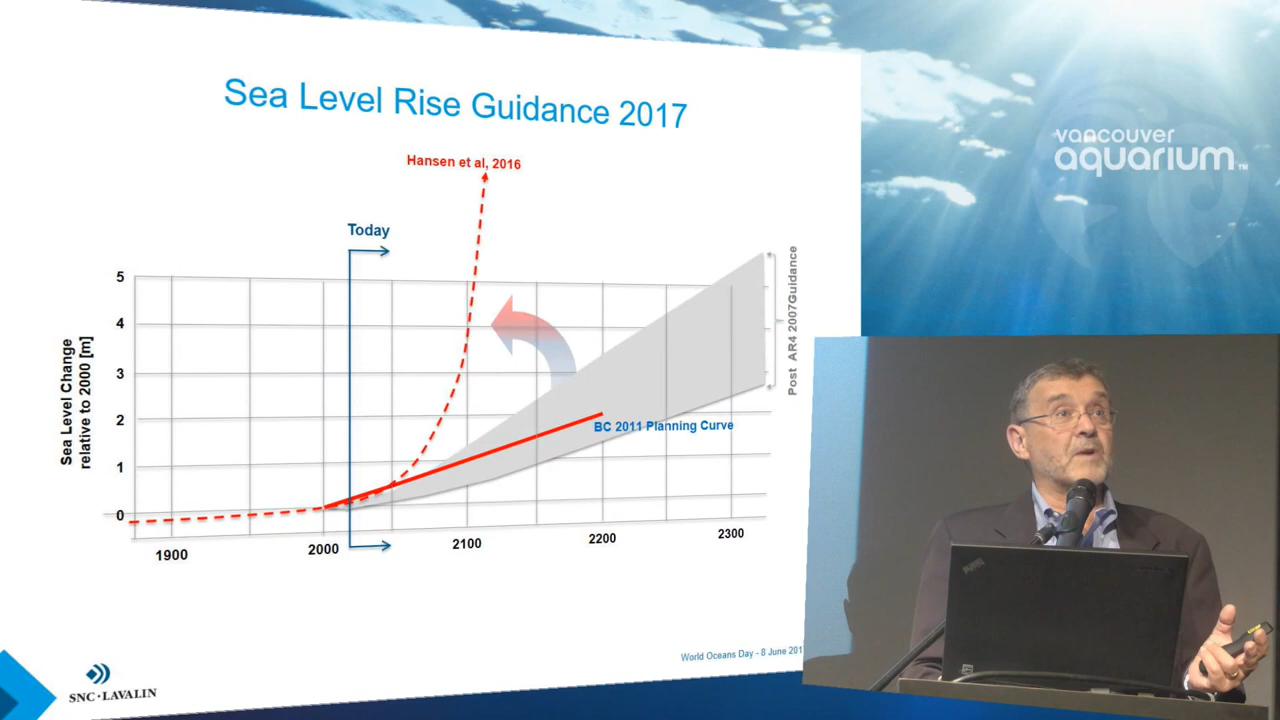 Sea Level Rise Guidance 2017
vancouver
aquarium™
Hansen et al, 2016
Today
5
4
3
2
1
0
Sea Level Change
relative to 2000 [m]
Post AR4 2007Guidance
BC 2011 Planning Curve
1900
2000
2100
2200
2300
World Oceans Day - 8 June 201
SNC·LAVALIN